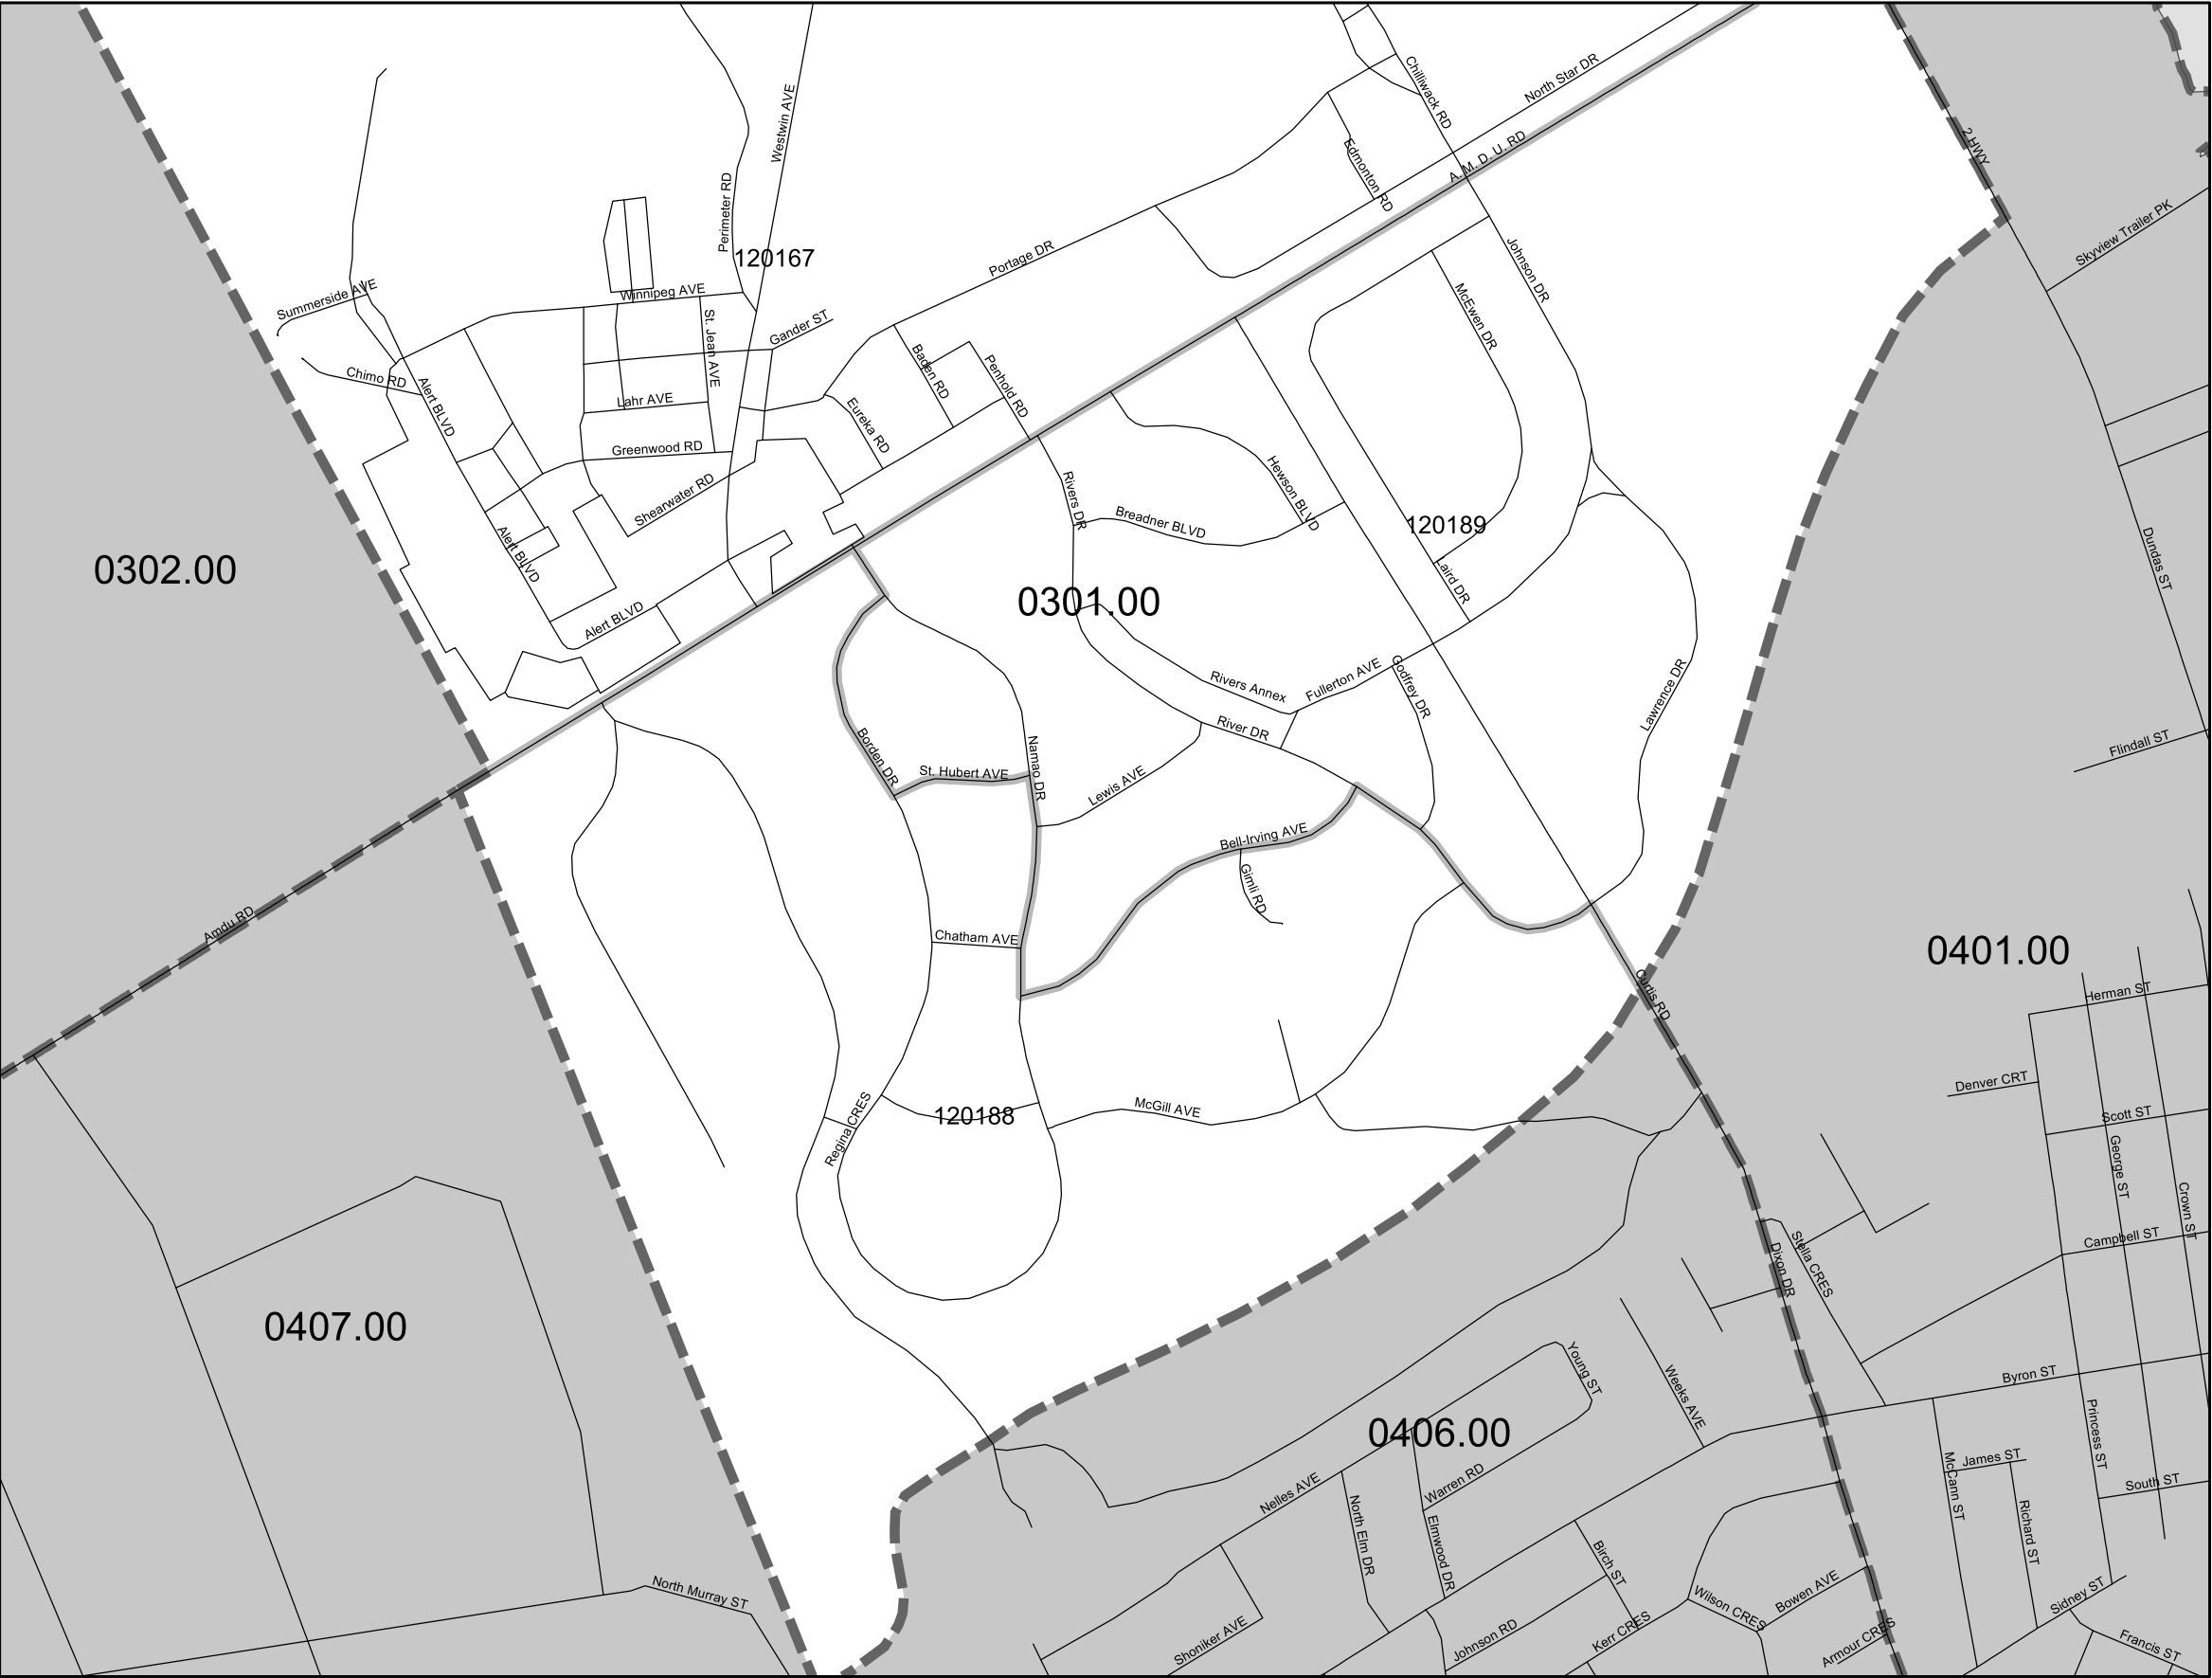 Chilliwack RD
North Star DR
Westwin AVE
A. M. D. U. RD
2 HWY
Edmonton RD
Perimeter RD
Skyview Trailer PK
120167
Portage DR
Johnson DR
Summerside AVE
Winnipeg AVE
McEwen DR
St. Jean AVE
Gander ST
Baden RD
Penhold RD
Chimo RD
Alert BLVD
Lahr AVE
Eureka RD
Greenwood RD
Shearwater RD
Rivers DR
Hewson BLVD
Breadner BLVD
120189
Alert BLVD
0302.00
Dundas ST
Laird DR
0301.00
Alert BLVD
Rivers Annex
Fullerton AVE
Godfrey DR
Lawrence DR
River DR
Borden DR
St. Hubert AVE
Namao DR
Lewis AVE
Flindall ST
Bell-Irving AVE
Gimli RD
Amdu RD
Chatham AVE
0401.00
Curtis RD
Herman ST
Denver CRT
McGill AVE
120188
Regina CRES
Scott ST
George ST
Crown ST
Campbell ST
Dixon DR
Stella CRES
0407.00
Young ST
Weeks AVE
Byron ST
0406.00
Princess ST
James ST
McCann ST
South ST
Nelles AVE
Warren RD
North Elm DR
Elmwood DR
Richard ST
Birch ST
North Murray ST
Wilson CRES
Bowen AVE
Sidney ST
Shoniker AVE
Johnson RD
Kerr CRES
Armour CRES
Francis ST